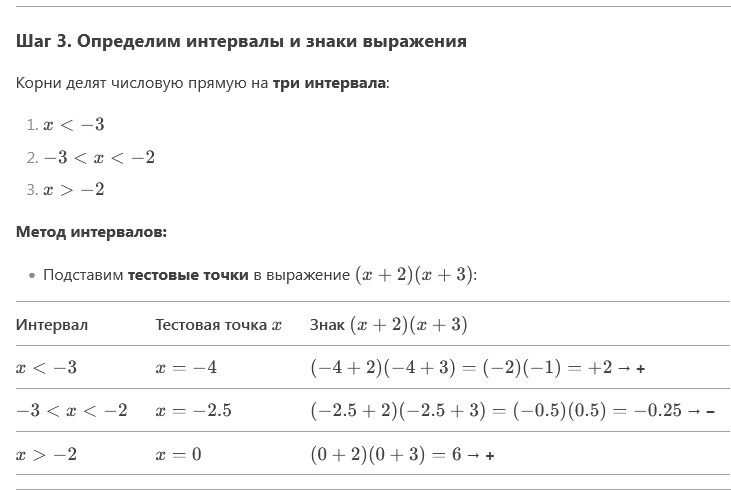 Шаг 3. Определим интервалы и знаки выражения
Корни делят числовую прямую на три интервала:
1. x < −3
2. −3 < x < −2
3. x > −2
Метод интервалов:
• Подставим тестовые точки в выражение (x + 2)(x + 3):
Интервал Тестовая точка x Знак (x + 2)(x + 3)
x < −3 x = −4 (−4 + 2)(−4 + 3) = (−2)(−1) = +2 → +
−3 < x < −2 x = −2.5 (−2.5 + 2)(−2.5 + 3) = (−0.5)(0.5) = −0.25 → −
x > −2 x = 0 (0 + 2)(0 + 3) = 6 → +